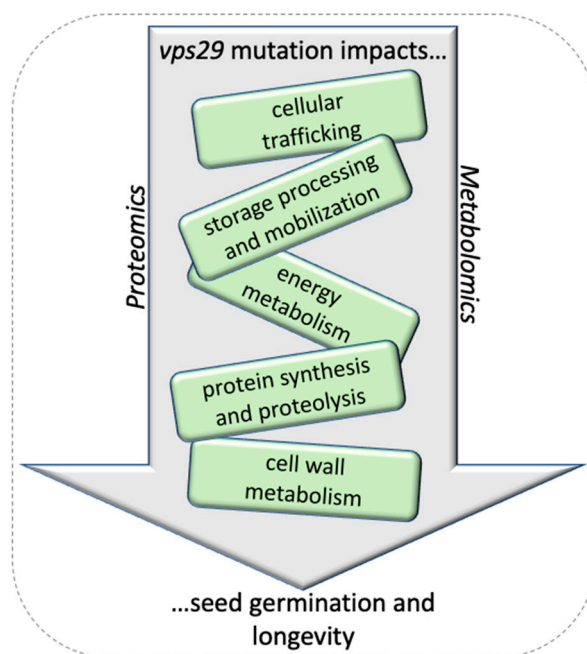 vps29 mutation impacts…
cellular
trafficking
storage processing
and mobilization
energy
metabolism
protein synthesis
and proteolysis
cell wall
metabolism
Proteomics
Metabolomics
…seed germination and
longevity